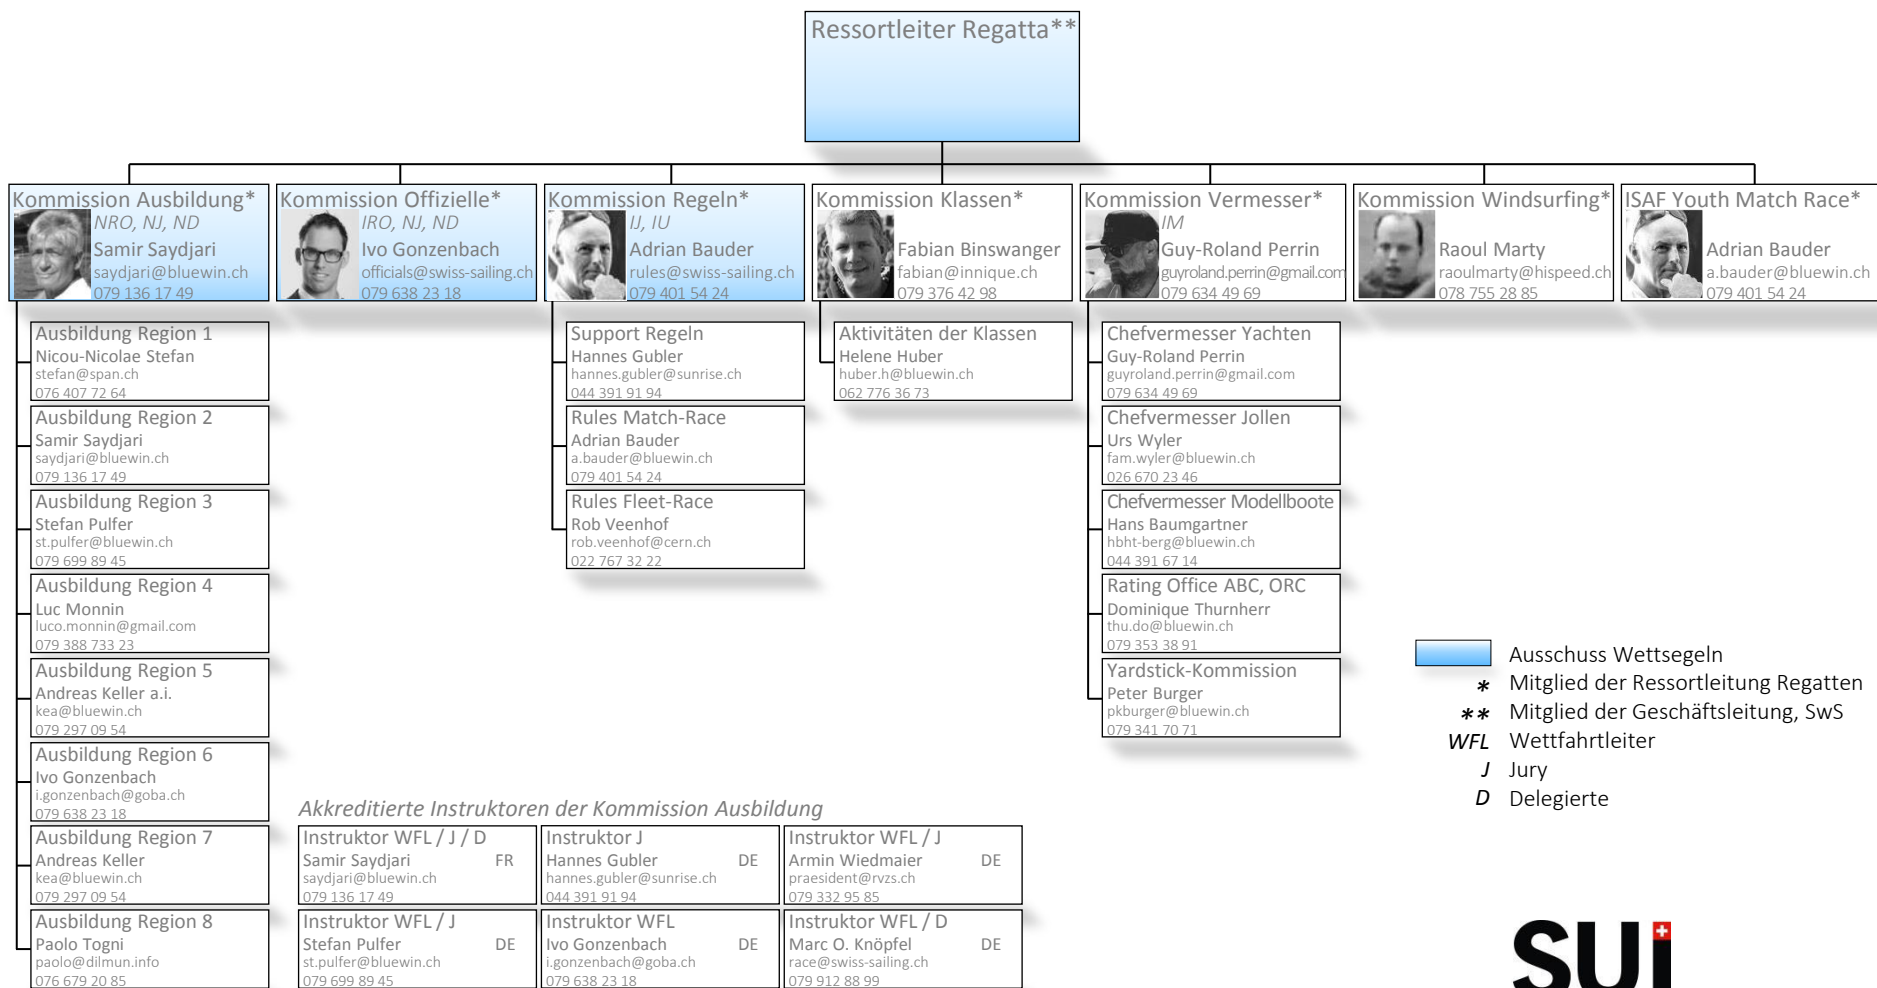 Ressortleiter Regatta**
Kommission Ausbildung*
NRO, NJ, ND
Samir Saydjari
saydjari@bluewin.ch
079 136 17 49
Kommission Offizielle*
IRO, NJ, ND
Ivo Gonzenbach
officials@swiss-sailing.ch
079 638 23 18
Kommission Regeln*
IJ, IU
Adrian Bauder
rules@swiss-sailing.ch
079 401 54 24
Kommission Klassen*
Fabian Binswanger
fabian@innique.ch
079 376 42 98
Kommission Vermesser*
IM
Guy-Roland Perrin
guyroland.perrin@gmail.com
079 634 49 69
Kommission Windsurfing*
Raoul Marty
raoulmarty@hispeed.ch
078 755 28 85
ISAF Youth Match Race*
Adrian Bauder
a.bauder@bluewin.ch
079 401 54 24
Ausbildung Region 1
Nicou-Nicolae Stefan
stefan@span.ch
076 407 72 64
Ausbildung Region 2
Samir Saydjari
saydjari@bluewin.ch
079 136 17 49
Ausbildung Region 3
Stefan Pulfer
st.pulfer@bluewin.ch
079 699 89 45
Ausbildung Region 4
Luc Monnin
luco.monnin@gmail.com
079 388 733 23
Ausbildung Region 5
Andreas Keller a.i.
kea@bluewin.ch
079 297 09 54
Ausbildung Region 6
Ivo Gonzenbach
i.gonzenbach@goba.ch
079 638 23 18
Ausbildung Region 7
Andreas Keller
kea@bluewin.ch
079 297 09 54
Ausbildung Region 8
Paolo Togni
paolo@dilmun.info
076 679 20 85
Support Regeln
Hannes Gubler
hannes.gubler@sunrise.ch
044 391 91 94
Rules Match-Race
Adrian Bauder
a.bauder@bluewin.ch
079 401 54 24
Rules Fleet-Race
Rob Veenhof
rob.veenhof@cern.ch
022 767 32 22
Aktivitäten der Klassen
Helene Huber
huber.h@bluewin.ch
062 776 36 73
Chefvermesser Yachten
Guy-Roland Perrin
guyroland.perrin@gmail.com
079 634 49 69
Chefvermesser Jollen
Urs Wyler
fam.wyler@bluewin.ch
026 670 23 46
Chefvermesser Modellboote
Hans Baumgartner
hbht-berg@bluewin.ch
044 391 67 14
Rating Office ABC, ORC
Dominique Thurnherr
thu.do@bluewin.ch
079 353 38 91
Yardstick-Kommission
Peter Burger
pkburger@bluewin.ch
079 341 70 71
Ausschuss Wettsegeln
* Mitglied der Ressortleitung Regatten
** Mitglied der Geschäftsleitung, SwS
WFL Wettfahrtleiter
J Jury
D Delegierte
Akkreditierte Instruktoren der Kommission Ausbildung
Instruktor WFL / J / D
Samir Saydjari FR
saydjari@bluewin.ch
079 136 17 49
Instruktor J
Hannes Gubler DE
hannes.gubler@sunrise.ch
044 391 91 94
Instruktor WFL / J
Armin Wiedmaier DE
praesident@rvzs.ch
079 332 95 85
Instruktor WFL / J
Stefan Pulfer DE
st.pulfer@bluewin.ch
079 699 89 45
Instruktor WFL
Ivo Gonzenbach DE
i.gonzenbach@goba.ch
079 638 23 18
Instruktor WFL / D
Marc O. Knöpfel DE
race@swiss-sailing.ch
079 912 88 99
SUI